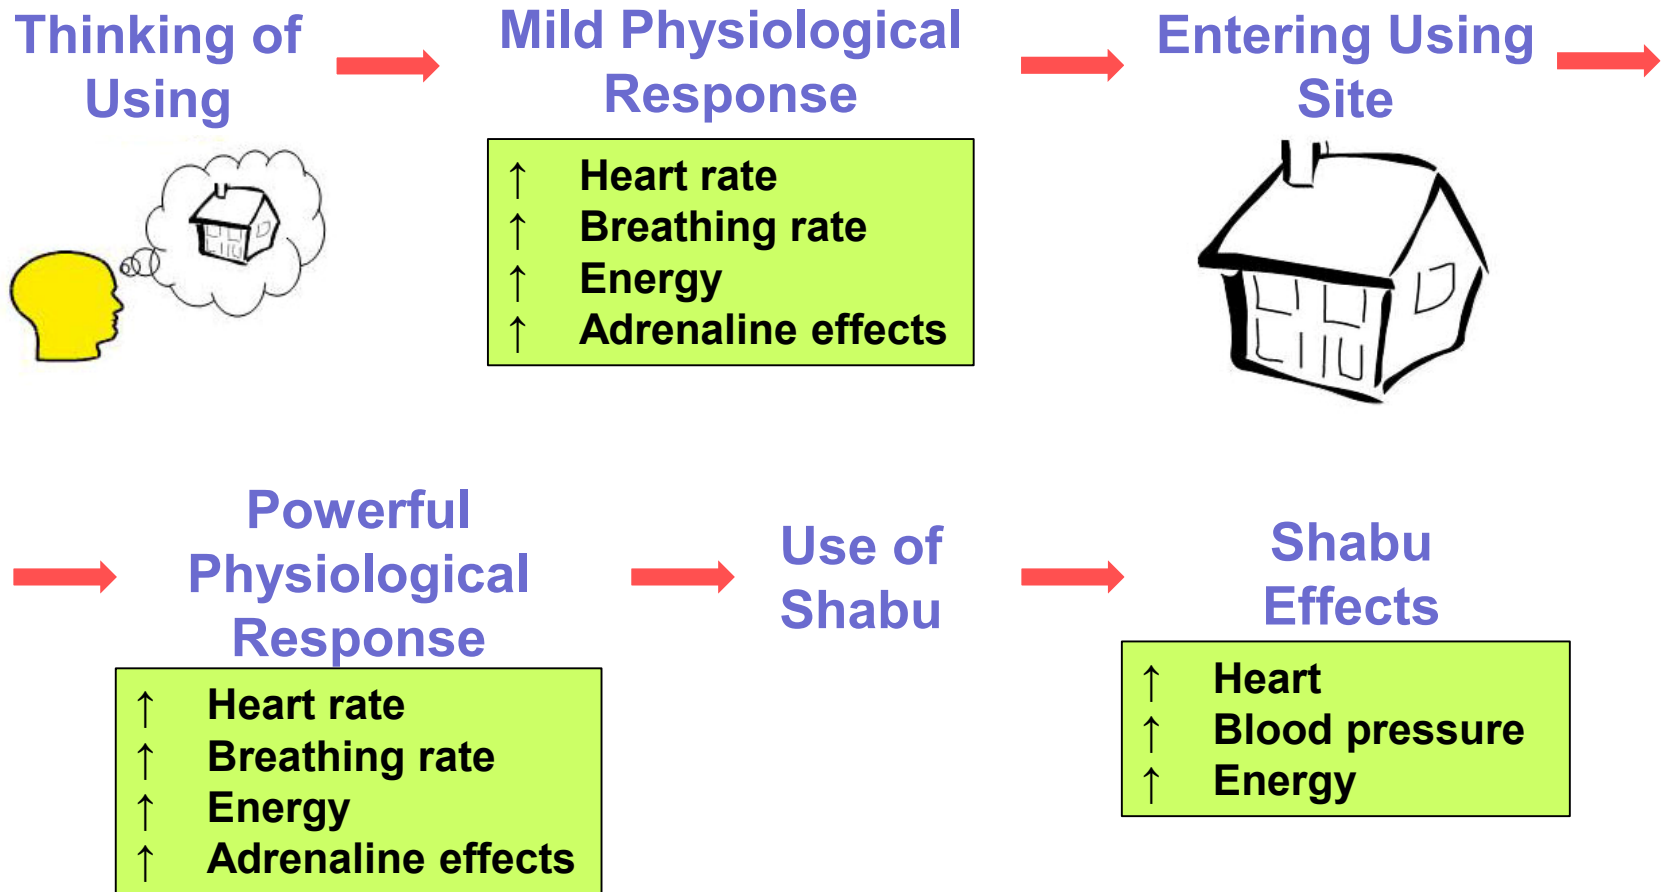 Thinking of
Using
Mild Physiological
Response
↑ Heart rate
↑ Breathing rate
↑ Energy
↑ Adrenaline effects
Entering Using
Site
Powerful
Physiological
Response
↑ Heart rate
↑ Breathing rate
↑ Energy
↑ Adrenaline effects
Use of
Shabu
Shabu
Effects
↑ Heart
↑ Blood pressure
↑ Energy